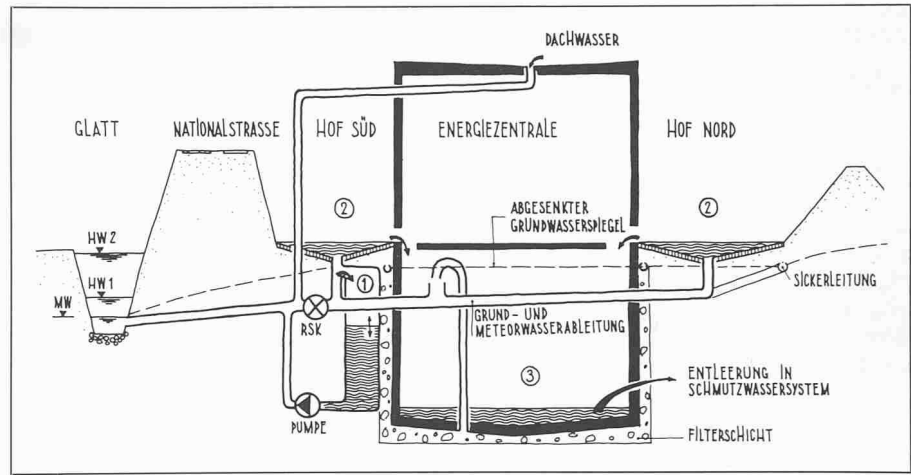 DACHWASSER
GLATT
NATIONALSTRASSE
HOF SÜD
ENERGIEZENTRALE
HOF NORD
2
2
ABGESENKTER
GRUNDWASSERSPIEGEL
HW 2
HW 1
MW
1
SICKERLEITUNG
RSK
GRUND- UND
METEORWASSERABLEITUNG
3
ENTLEERUNG IN
SCHMUTZWASSERSYSTEM
PUMPE
FILTERSCHICHT